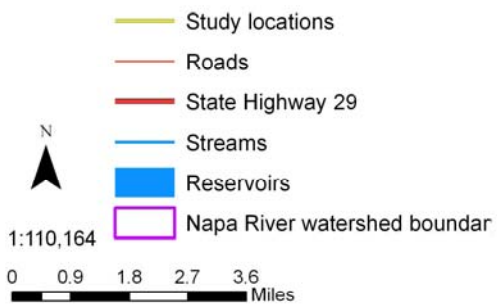 Study locations
Roads
State Highway 29
Streams
N
Reservoirs
Napa River watershed boundar
1:110,164
0 0.9 1.8 2.7 3.6
Miles